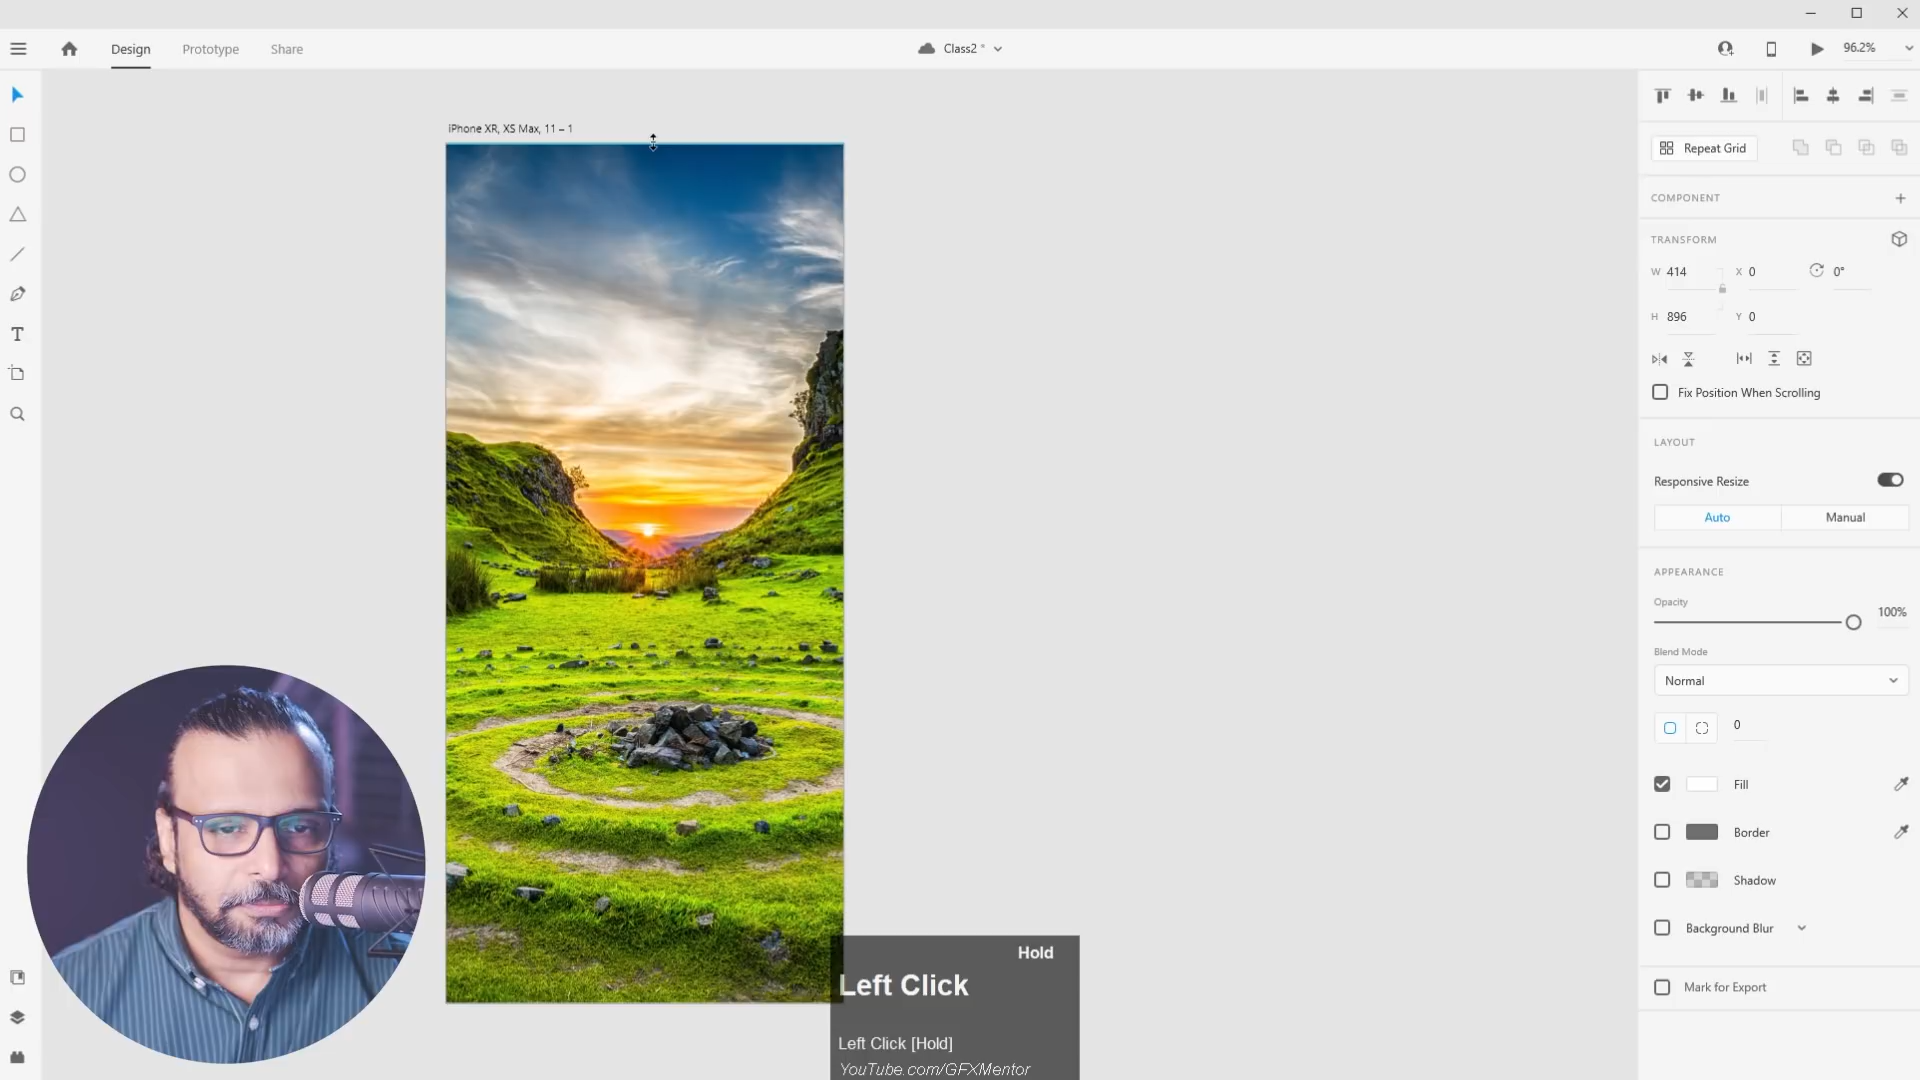 Design
Prototype
Share
Class2 *
96.2%
iPhone XR, XS Max, 11 – 1
Repeat Grid
COMPONENT
TRANSFORM
W 414
X 0
0°
H 896
Y 0
Fix Position When Scrolling
LAYOUT
Responsive Resize
Auto
Manual
APPEARANCE
Opacity
100%
Blend Mode
Normal
0
Fill
Border
Shadow
Background Blur
Mark for Export
Hold
Left Click
Left Click [Hold]
YouTube.com/GFXMentor